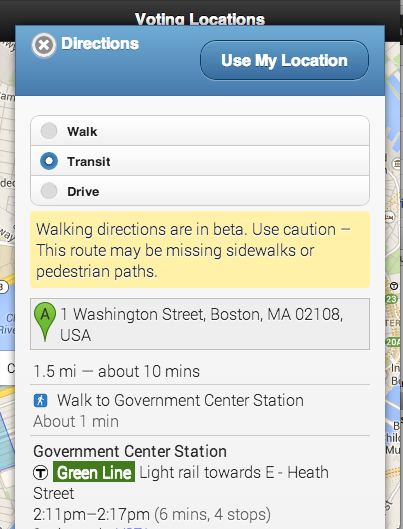 Voting Locations
Directions
Use My Location
Walk
Transit
Drive
Walking directions are in beta. Use caution –
This route may be missing sidewalks or
pedestrian paths.
A
1 Washington Street, Boston, MA 02108,
USA
1.5 mi — about 10 mins
Walk to Government Center Station
About 1 min
Government Center Station
T Green Line Light rail towards E - Heath
Street
2:11pm–2:17pm (6 mins, 4 stops)